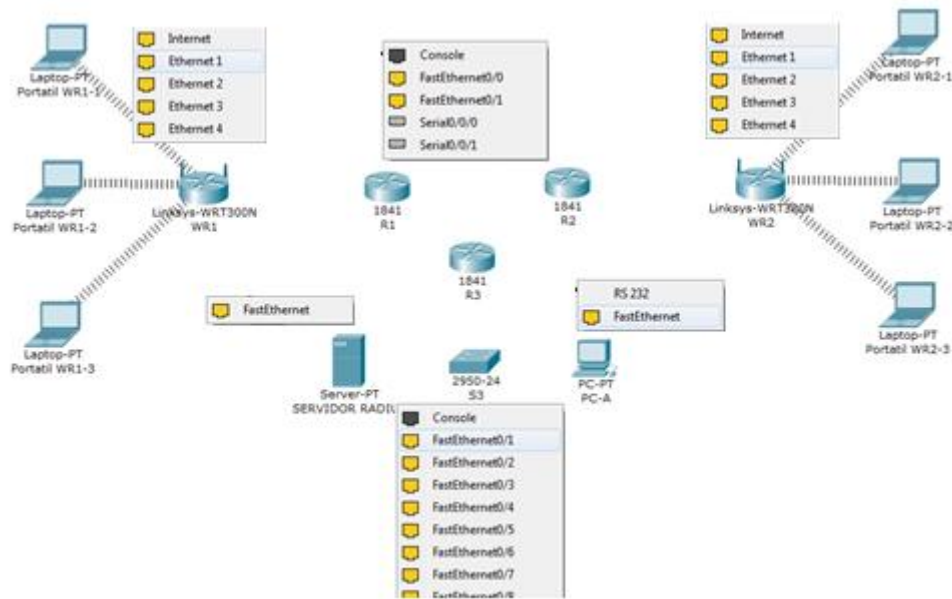 Laptop-PT
Portatil WR1-1
Internet
Ethernet 1
Ethernet 2
Ethernet 3
Ethernet 4
Console
FastEthernet0/0
FastEthernet0/1
Serial0/0/0
Serial0/0/1
Internet
Ethernet 1
Ethernet 2
Ethernet 3
Ethernet 4
Laptop-PT
Portatil WR2-1
Laptop-PT
Portatil WR1-2
Linksys-WRT300N
WR1
1841
R1
1841
R2
Linksys-WRT300N
WR2
Laptop-PT
Portatil WR2-2
1841
R3
FastEthernet
RS 232
FastEthernet
Laptop-PT
Portatil WR1-3
Laptop-PT
Portatil WR2-3
Server-PT
SERVIDOR RADIU
2950-24
S3
PC-PT
PC-A
Console
FastEthernet0/1
FastEthernet0/2
FastEthernet0/3
FastEthernet0/4
FastEthernet0/5
FastEthernet0/6
FastEthernet0/7
FastEthernet0/8